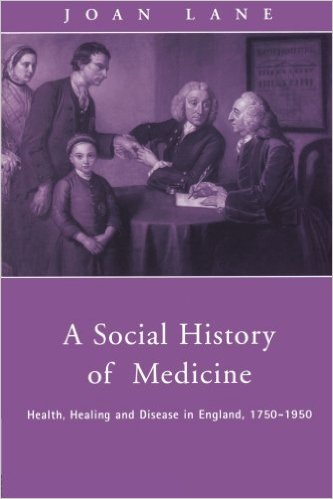 JOAN LANE
A Social History
of Medicine
Health, Healing and Disease in England, 1750-1950